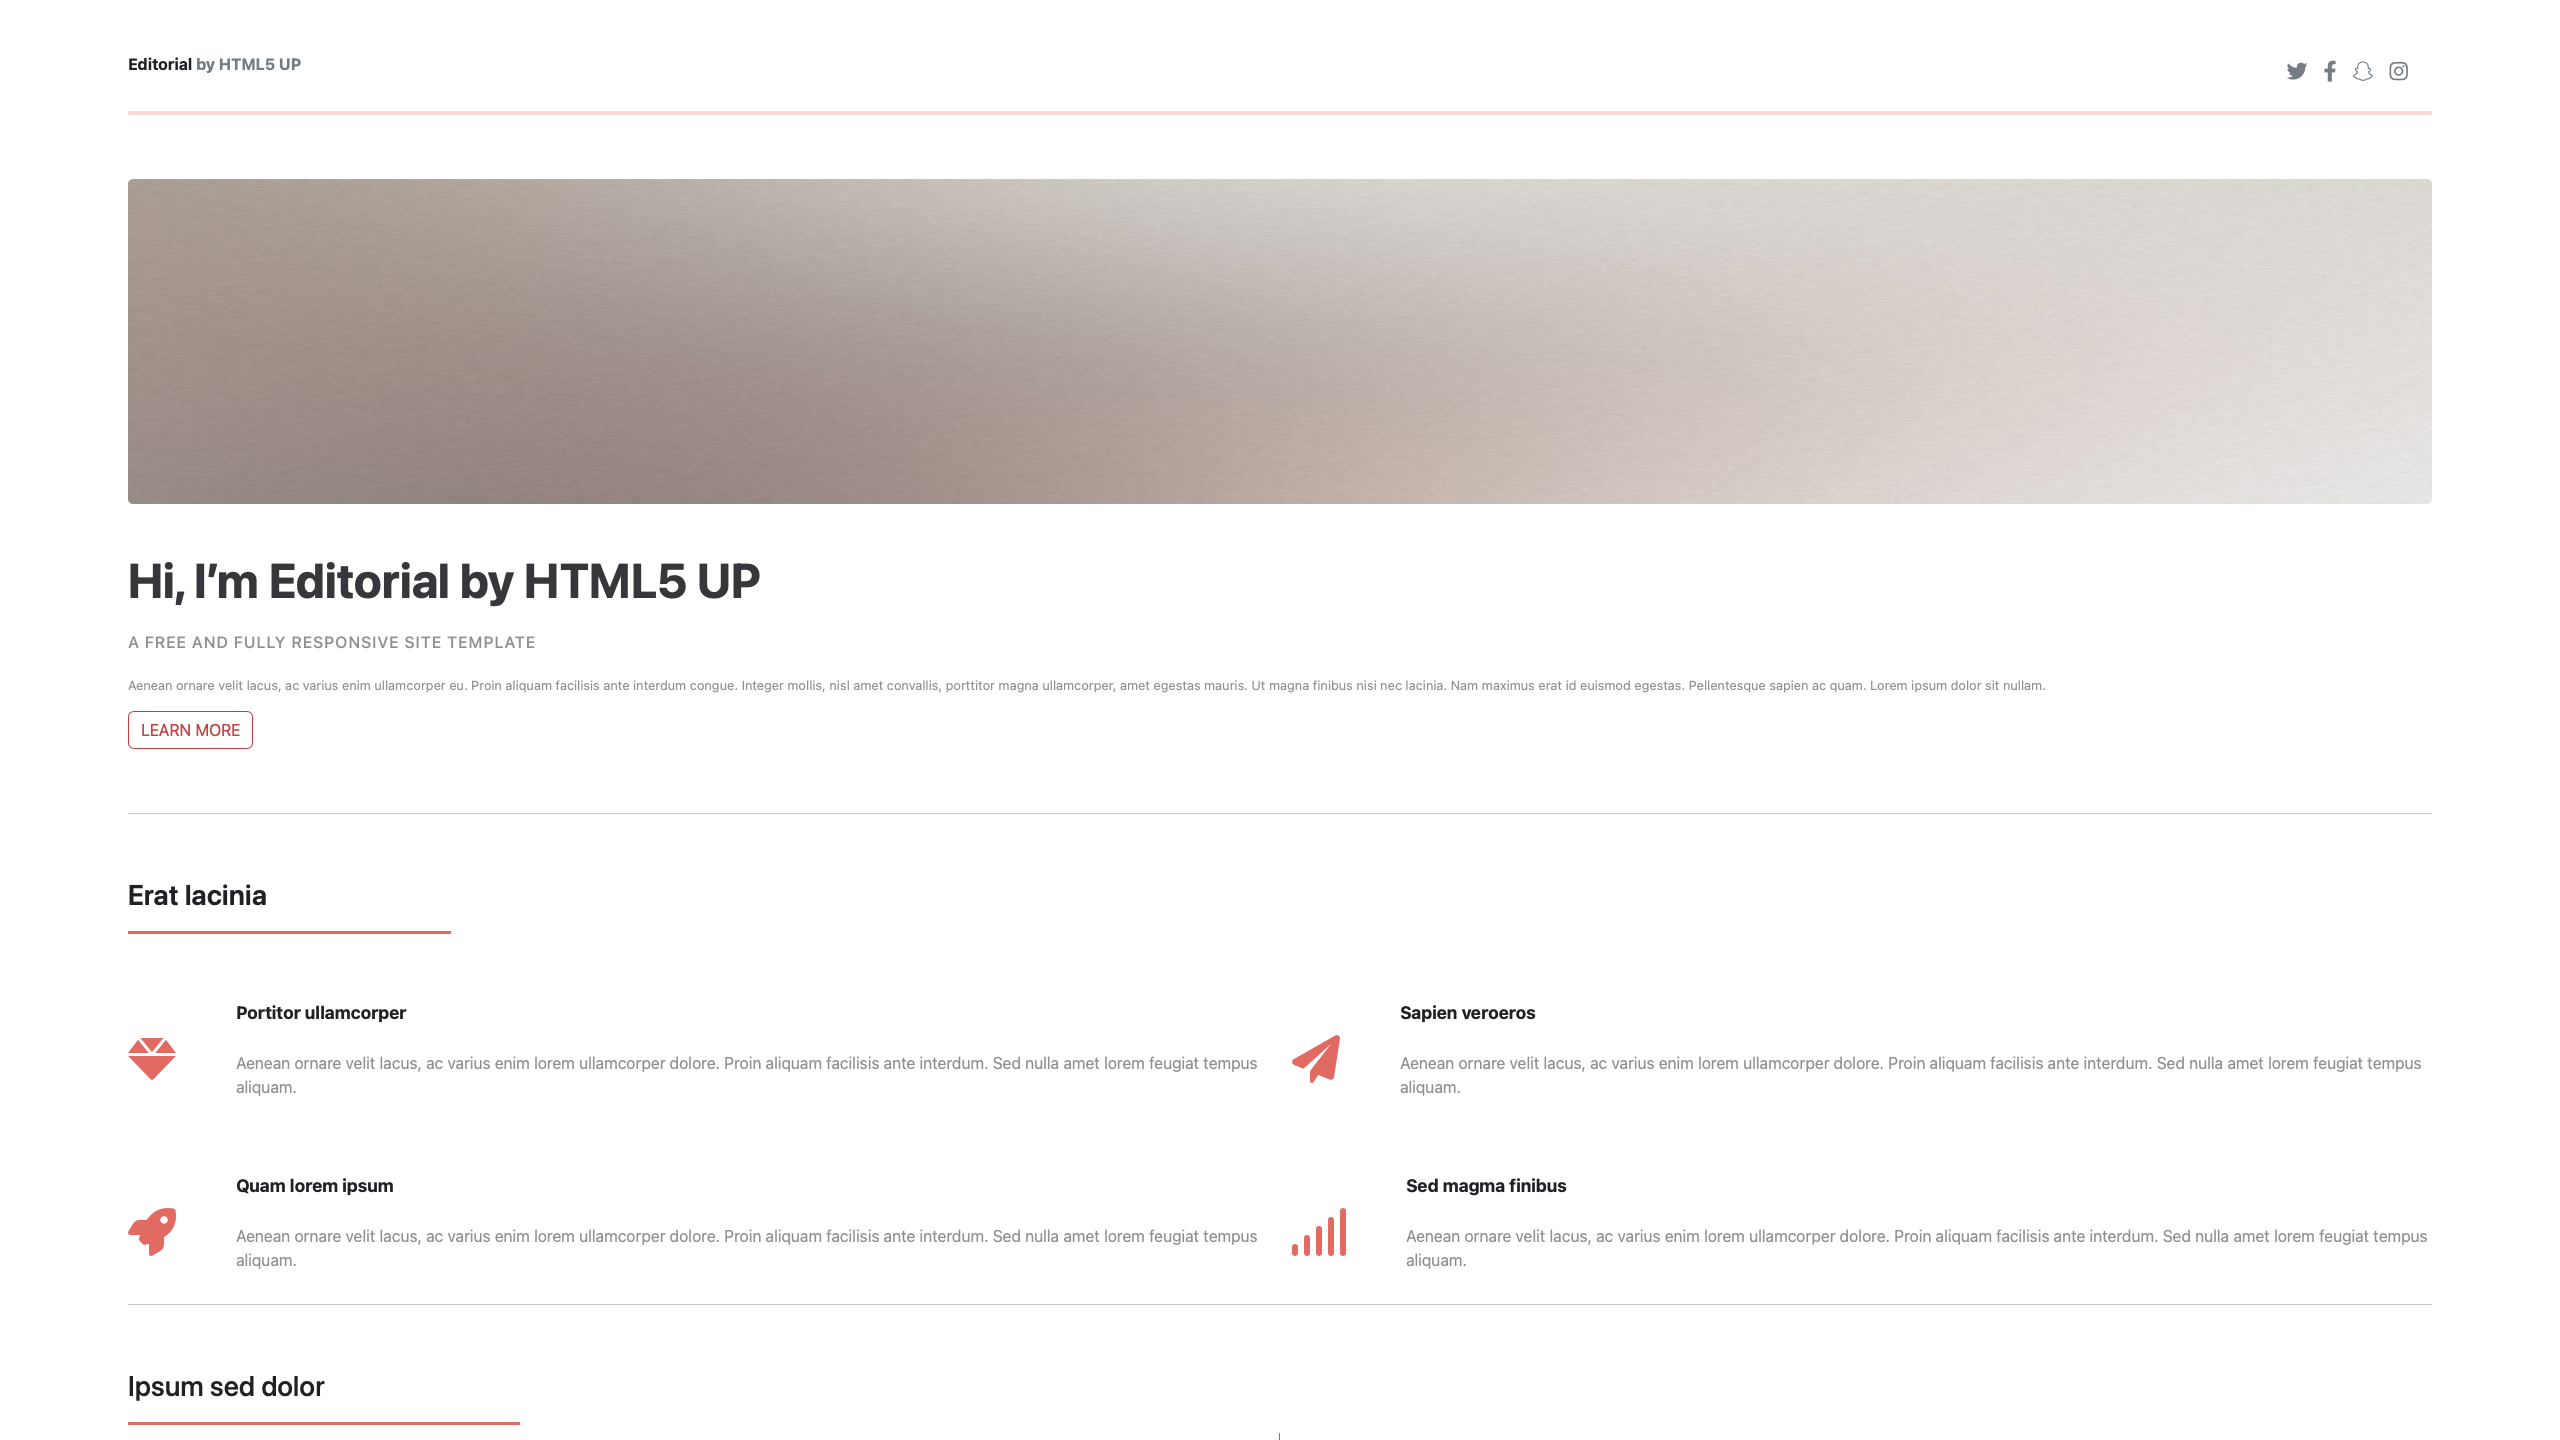 Editorial by HTML5 UP
Hi, I’m Editorial by HTML5 UP
A FREE AND FULLY RESPONSIVE SITE TEMPLATE
Aenean ornare velit lacus, ac varius enim ullamcorper eu. Proin aliquam facilisis ante interdum congue. Integer mollis, nisl amet convallis, porttitor magna ullamcorper, amet egestas mauris. Ut magna finibus nisi nec lacinia. Nam maximus erat id euismod egestas. Pellentesque sapien ac quam. Lorem ipsum dolor sit nullam.
LEARN MORE
Erat lacinia
Portitor ullamcorper
Aenean ornare velit lacus, ac varius enim lorem ullamcorper dolore. Proin aliquam facilisis ante interdum. Sed nulla amet lorem feugiat tempus
aliquam.
Sapien veroeros
Aenean ornare velit lacus, ac varius enim lorem ullamcorper dolore. Proin aliquam facilisis ante interdum. Sed nulla amet lorem feugiat tempus
aliquam.
Quam lorem ipsum
Aenean ornare velit lacus, ac varius enim lorem ullamcorper dolore. Proin aliquam facilisis ante interdum. Sed nulla amet lorem feugiat tempus
aliquam.
Sed magma finibus
Aenean ornare velit lacus, ac varius enim lorem ullamcorper dolore. Proin aliquam facilisis ante interdum. Sed nulla amet lorem feugiat tempus
aliquam.
Ipsum sed dolor